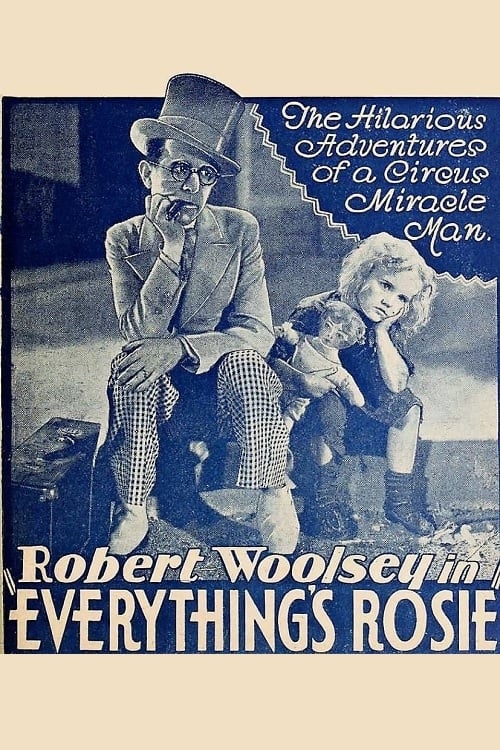 The Hilarious
Adventures
of a Circus
Miracle
Man.
Robert Woolsey in
"EVERYTHING'S ROSIE